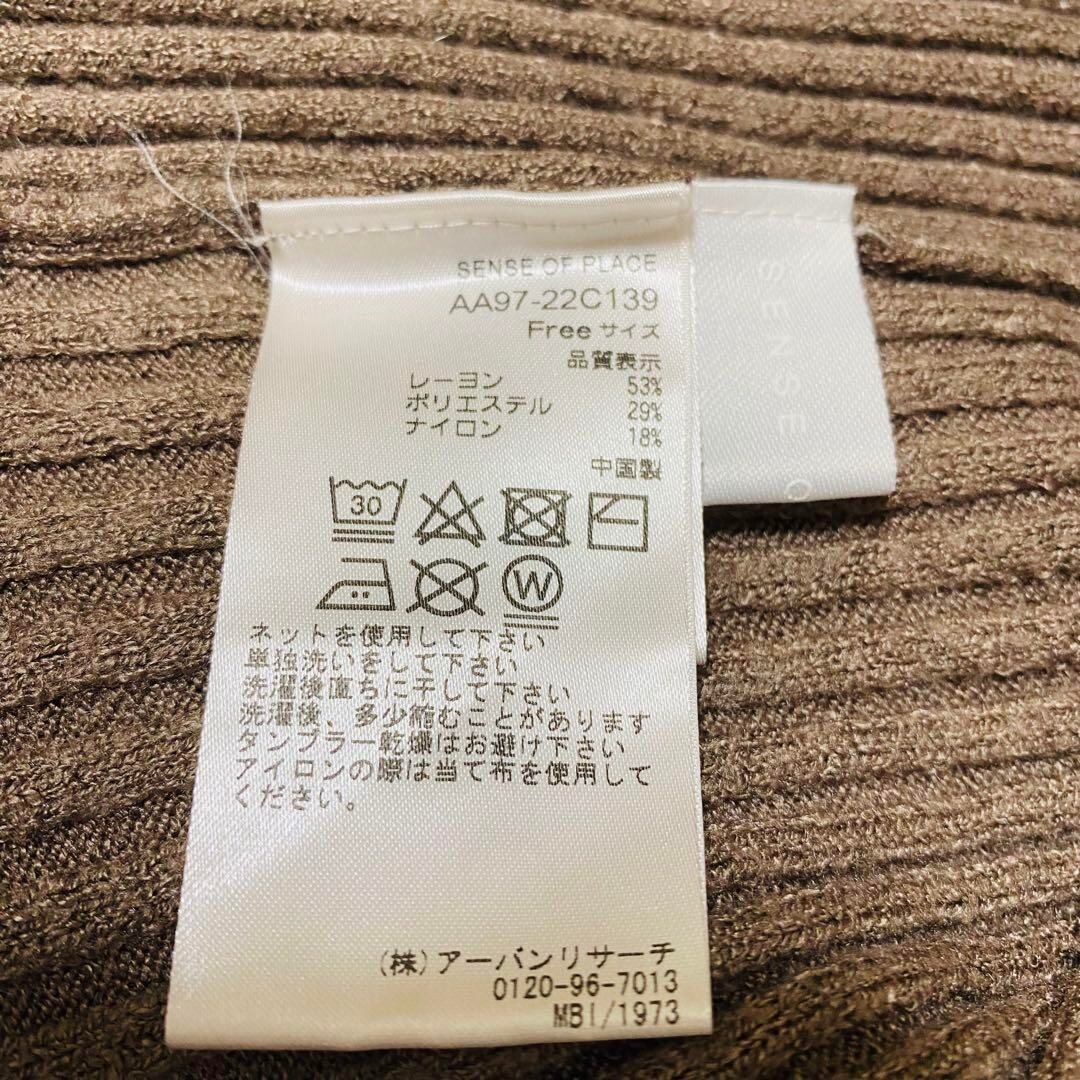 SENSE OF PLACE
AA97-22C139
Free サイズ
品質表示
レーヨン 53%
ポリエステル 29%
ナイロン 18%
中国製
30
W
ネットを使用して下さい
単独洗いをして下さい
洗濯後直ちに干して下さい
洗濯後、多少縮むことがあります
タンブラー乾燥はお避け下さい
アイロンの際は当て布を使用して
ください。
(株)アーバンリサーチ
0120-96-7013
MBI/1973
SENSE O